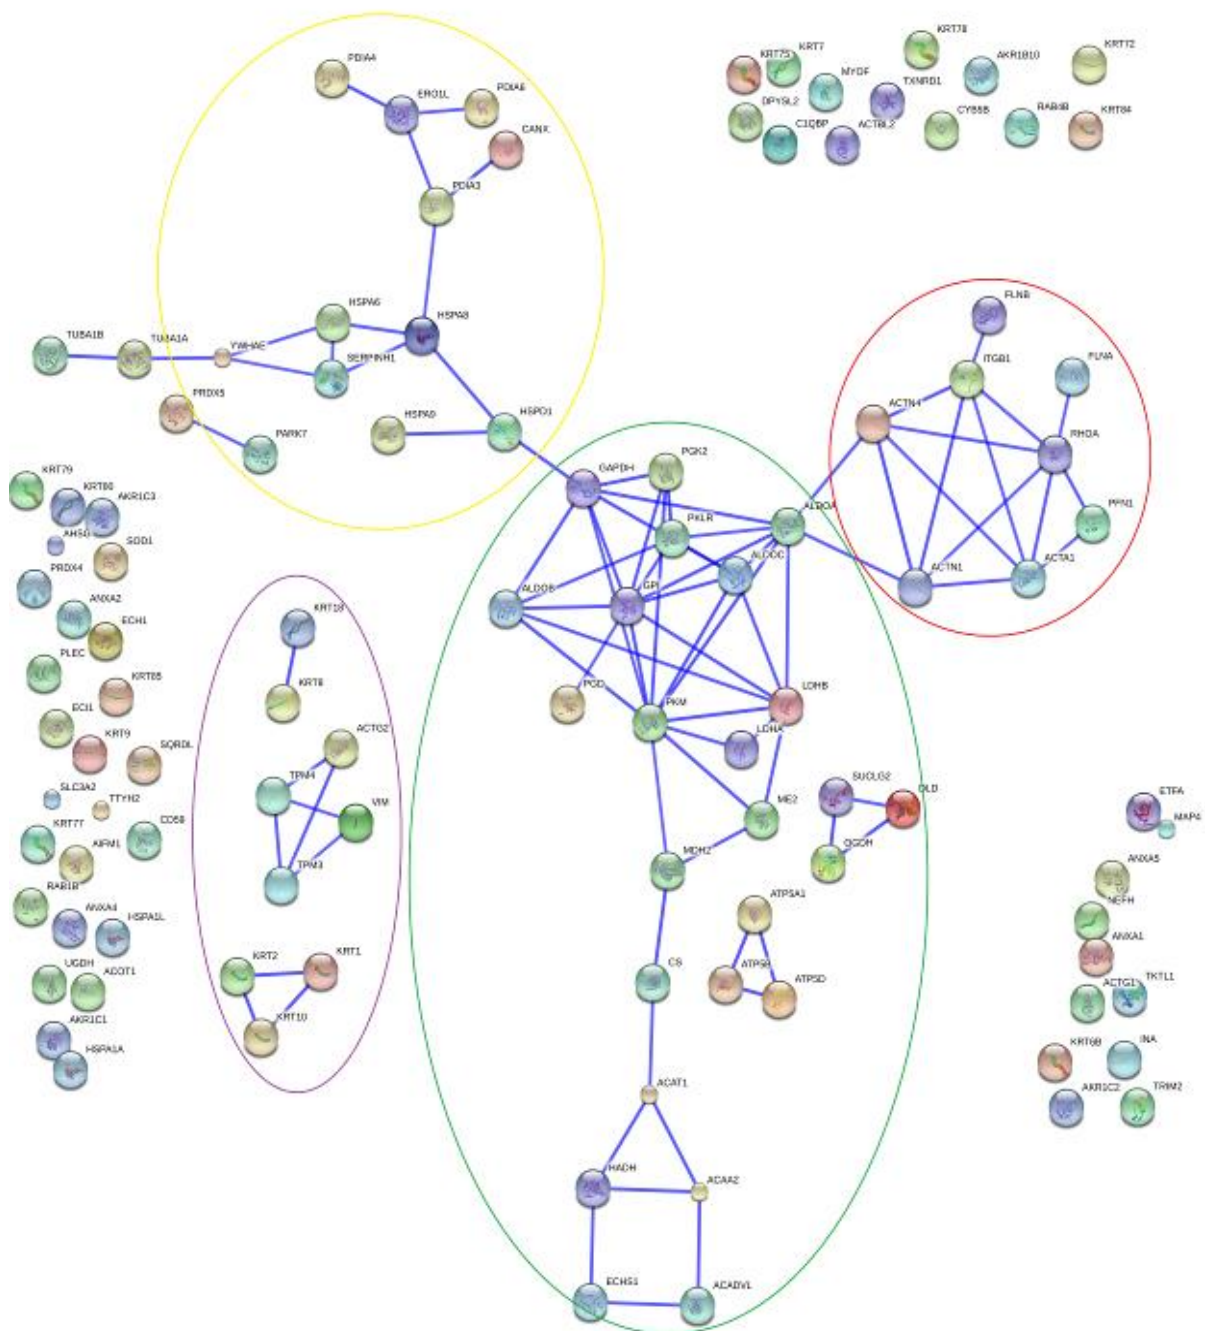 PDIA4
ERO1L
PDIA6
CANX
PDIA3
HSPA6
HSPA8
TUBA1B
TUBA1A
YWHAE
SERPINH1
PRDX5
PARK7
HSPA9
HSPD1
KRT75
KRT7
KRT78
AKR1B10
KRT72
MYOF
TXNRD1
DPYSL2
C1QBP
ACTBL2
CYB5B
RAB4B
KRT84
FLNB
ITGB1
FLNA
ACTN4
RHOA
PFN1
ACTN1
ACTA1
GAPDH
PGK2
ALDOA
PKLR
ALDOC
ALDOB
GPI
PGD
PKM
LDHB
LDHA
ME2
SUCLG2
DLD
OGDH
MDH2
ATP5A1
ATP5B
ATP5D
CS
ACAT1
HADH
ACAA2
ECHS1
ACADVL
KRT79
KRT80
AKR1C3
AHSG
SOD1
PRDX4
ANXA2
ECH1
PLEC
KRT85
ECI1
KRT9
SQRDL
SLC3A2
TTYH2
KRT77
CD59
AIFM1
RAB1B
ANXA4
HSPA1L
UGDH
ACOT1
AKR1C1
HSPA1A
KRT18
KRT8
ACTG2
TPM4
VIM
TPM3
KRT2
KRT1
KRT10
ETFA
MAP4
ANXA5
NEFH
ANXA1
ACTG1
TKTL1
KRT6B
INA
AKR1C2
TRIM2